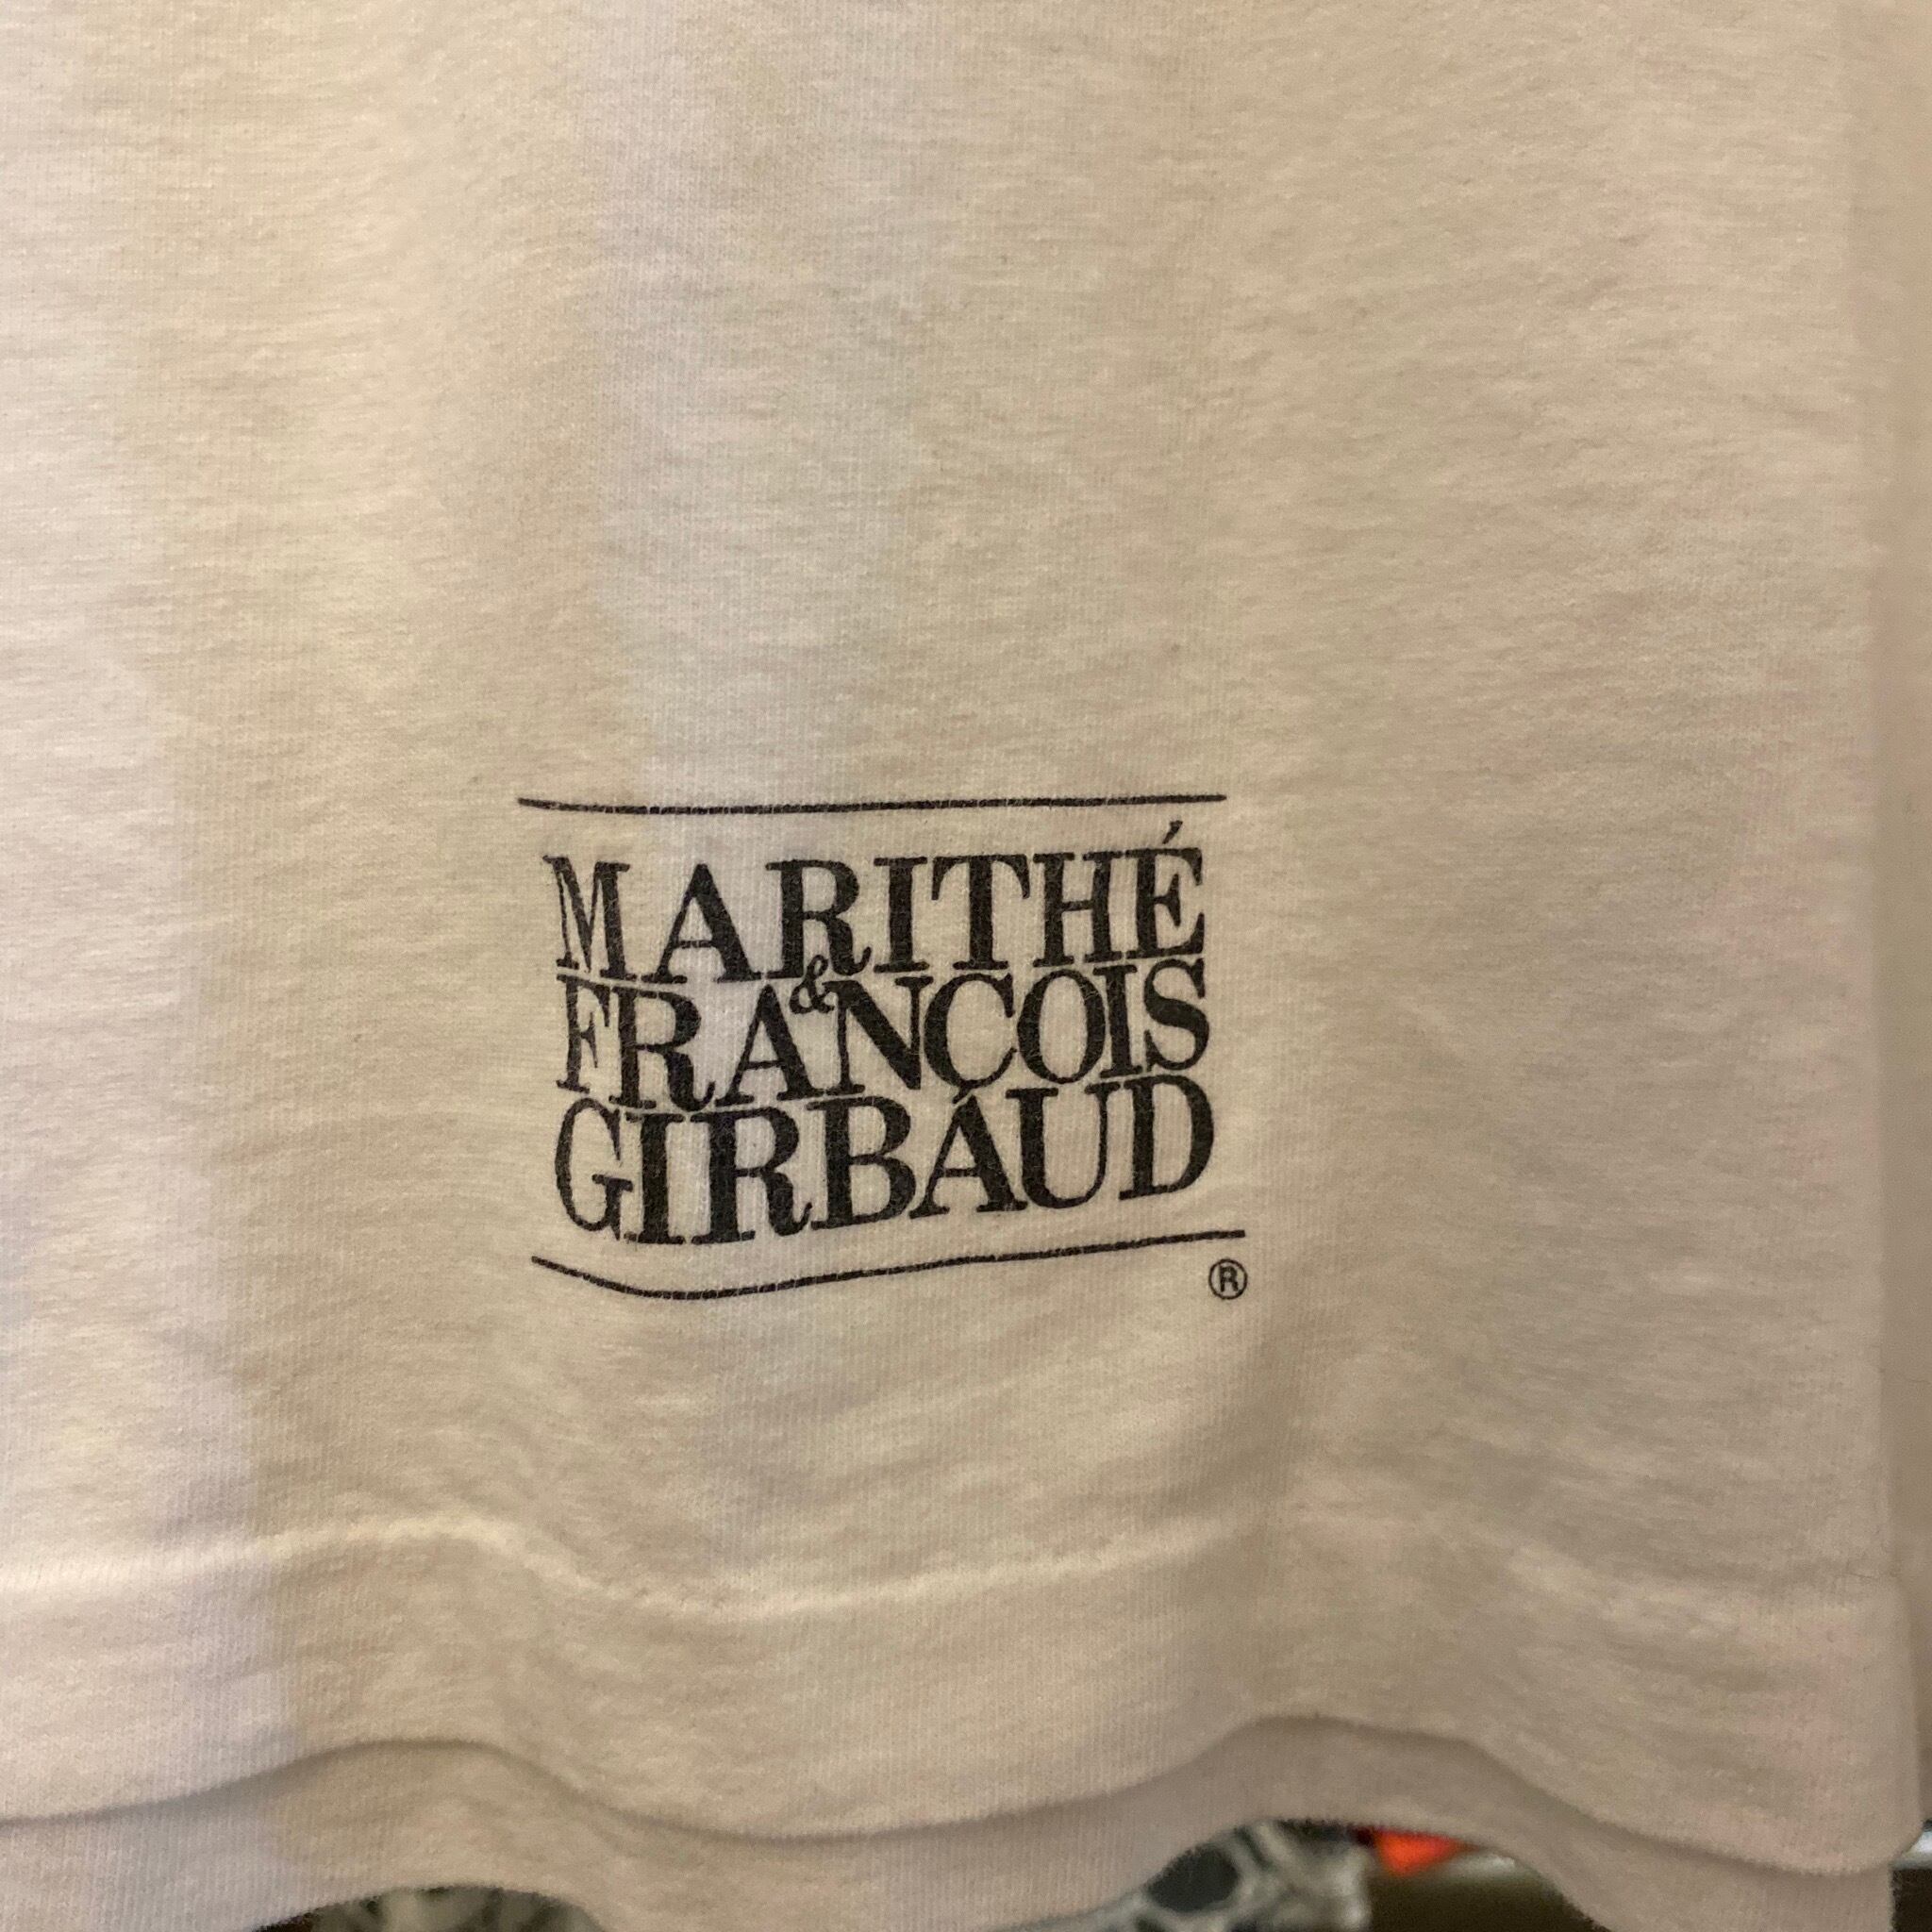 MARITHÉ
&
FRANÇOIS
GIRBAUD
®